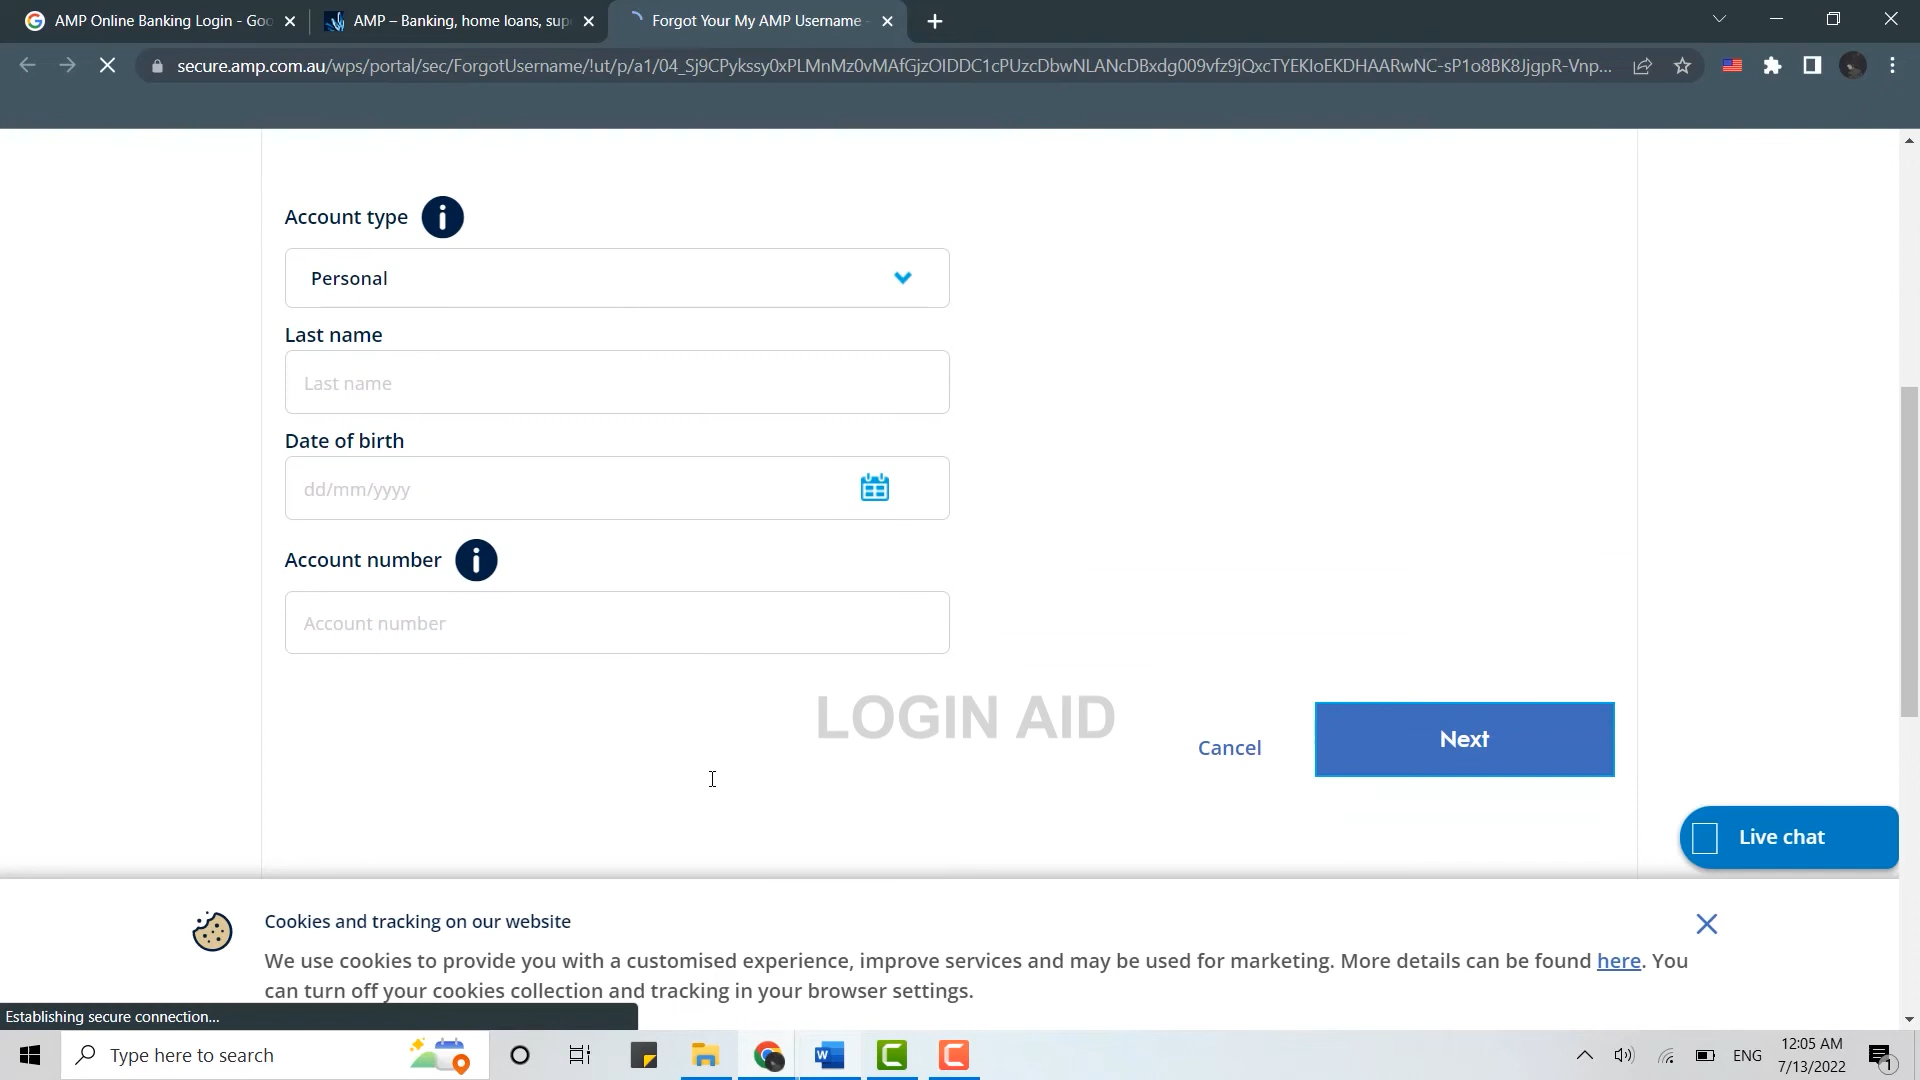 AMP Online Banking Login - Goo
AMP – Banking, home loans, sup
Forgot Your My AMP Username -
secure.amp.com.au/wps/portal/sec/ForgotUsername/!ut/p/a1/04_Sj9CPykssy0xPLMnMz0vMAfGjzOIDDC1cPUzcDbwNLANcDBxdg009vfz9jQxcTYEKIoEKDHAARwNC-sP1o8BK8JjgpR-Vnp...
Account type
Personal
Last name
Last name
Date of birth
dd/mm/yyyy
Account number
Account number
LOGIN AID
Cancel
Next
Live chat
Cookies and tracking on our website
We use cookies to provide you with a customised experience, improve services and may be used for marketing. More details can be found here. You
can turn off your cookies collection and tracking in your browser settings.
Establishing secure connection...
Type here to search
ENG
12:05 AM
7/13/2022
1